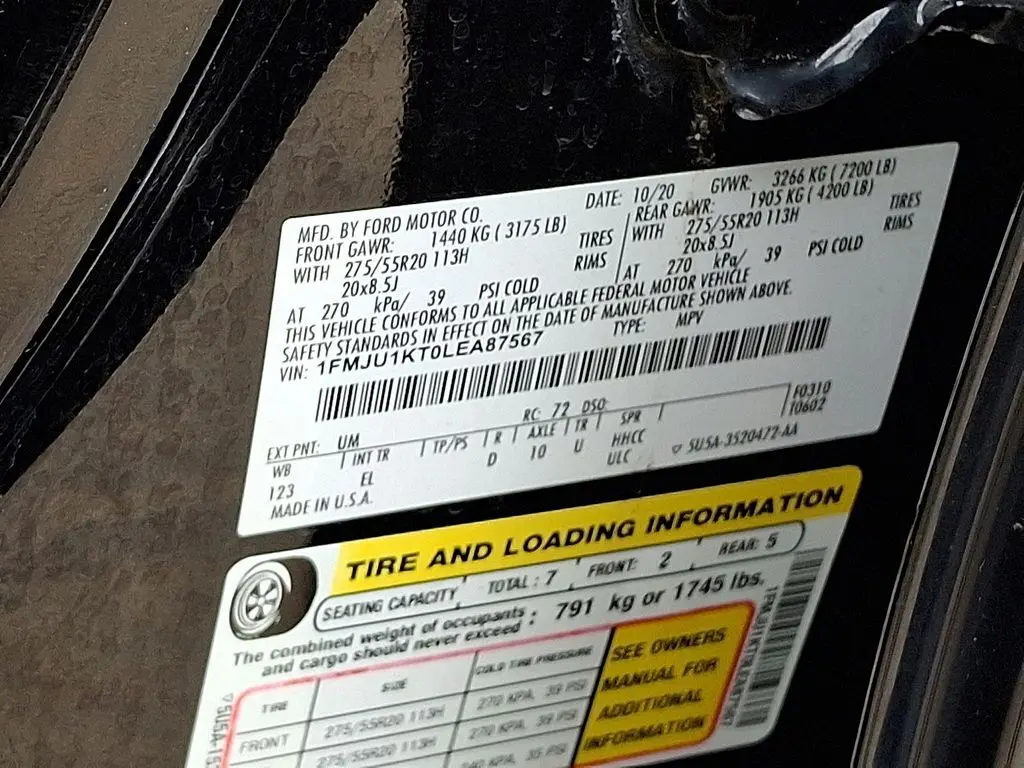 MFD. BY FORD MOTOR CO. DATE: 10/20 GVWR: 3266 KG ( 7200 LB)
FRONT GAWR: 1440 KG ( 3175 LB) REAR GAWR: 1905 KG ( 4200 LB)
WITH 275/55R20 113H TIRES WITH 275/55R20 113H TIRES
20x8.5J RIMS 20x8.5J RIMS
AT 270 kPa/ 39 PSI COLD AT 270 kPa/ 39 PSI COLD
THIS VEHICLE CONFORMS TO ALL APPLICABLE FEDERAL MOTOR VEHICLE
SAFETY STANDARDS IN EFFECT ON THE DATE OF MANUFACTURE SHOWN ABOVE.
VIN: 1FMJU1KT0LEA87567 TYPE: MPV
F0310
T0602
EXT PNT: UM RC: 72 DSO:
WB INT TR TP/PS R AXLE TR SPR
123 EL D 10 U HHCC
ULC
MADE IN U.S.A. 5U5A-3520472-AA
TIRE AND LOADING INFORMATION
SEATING CAPACITY TOTAL : 7 FRONT: 2 REAR: 5
The combined weight of occupants : 791 kg or 1745 lbs.
and cargo should never exceed :
TIRE SIZE COLD TIRE PRESSURE
FRONT 275/55R20 113H 270 KPA, 39 PSI
275/55R20 113H 270 KPA, 39 PSI
SEE OWNERS
MANUAL FOR
ADDITIONAL
INFORMATION